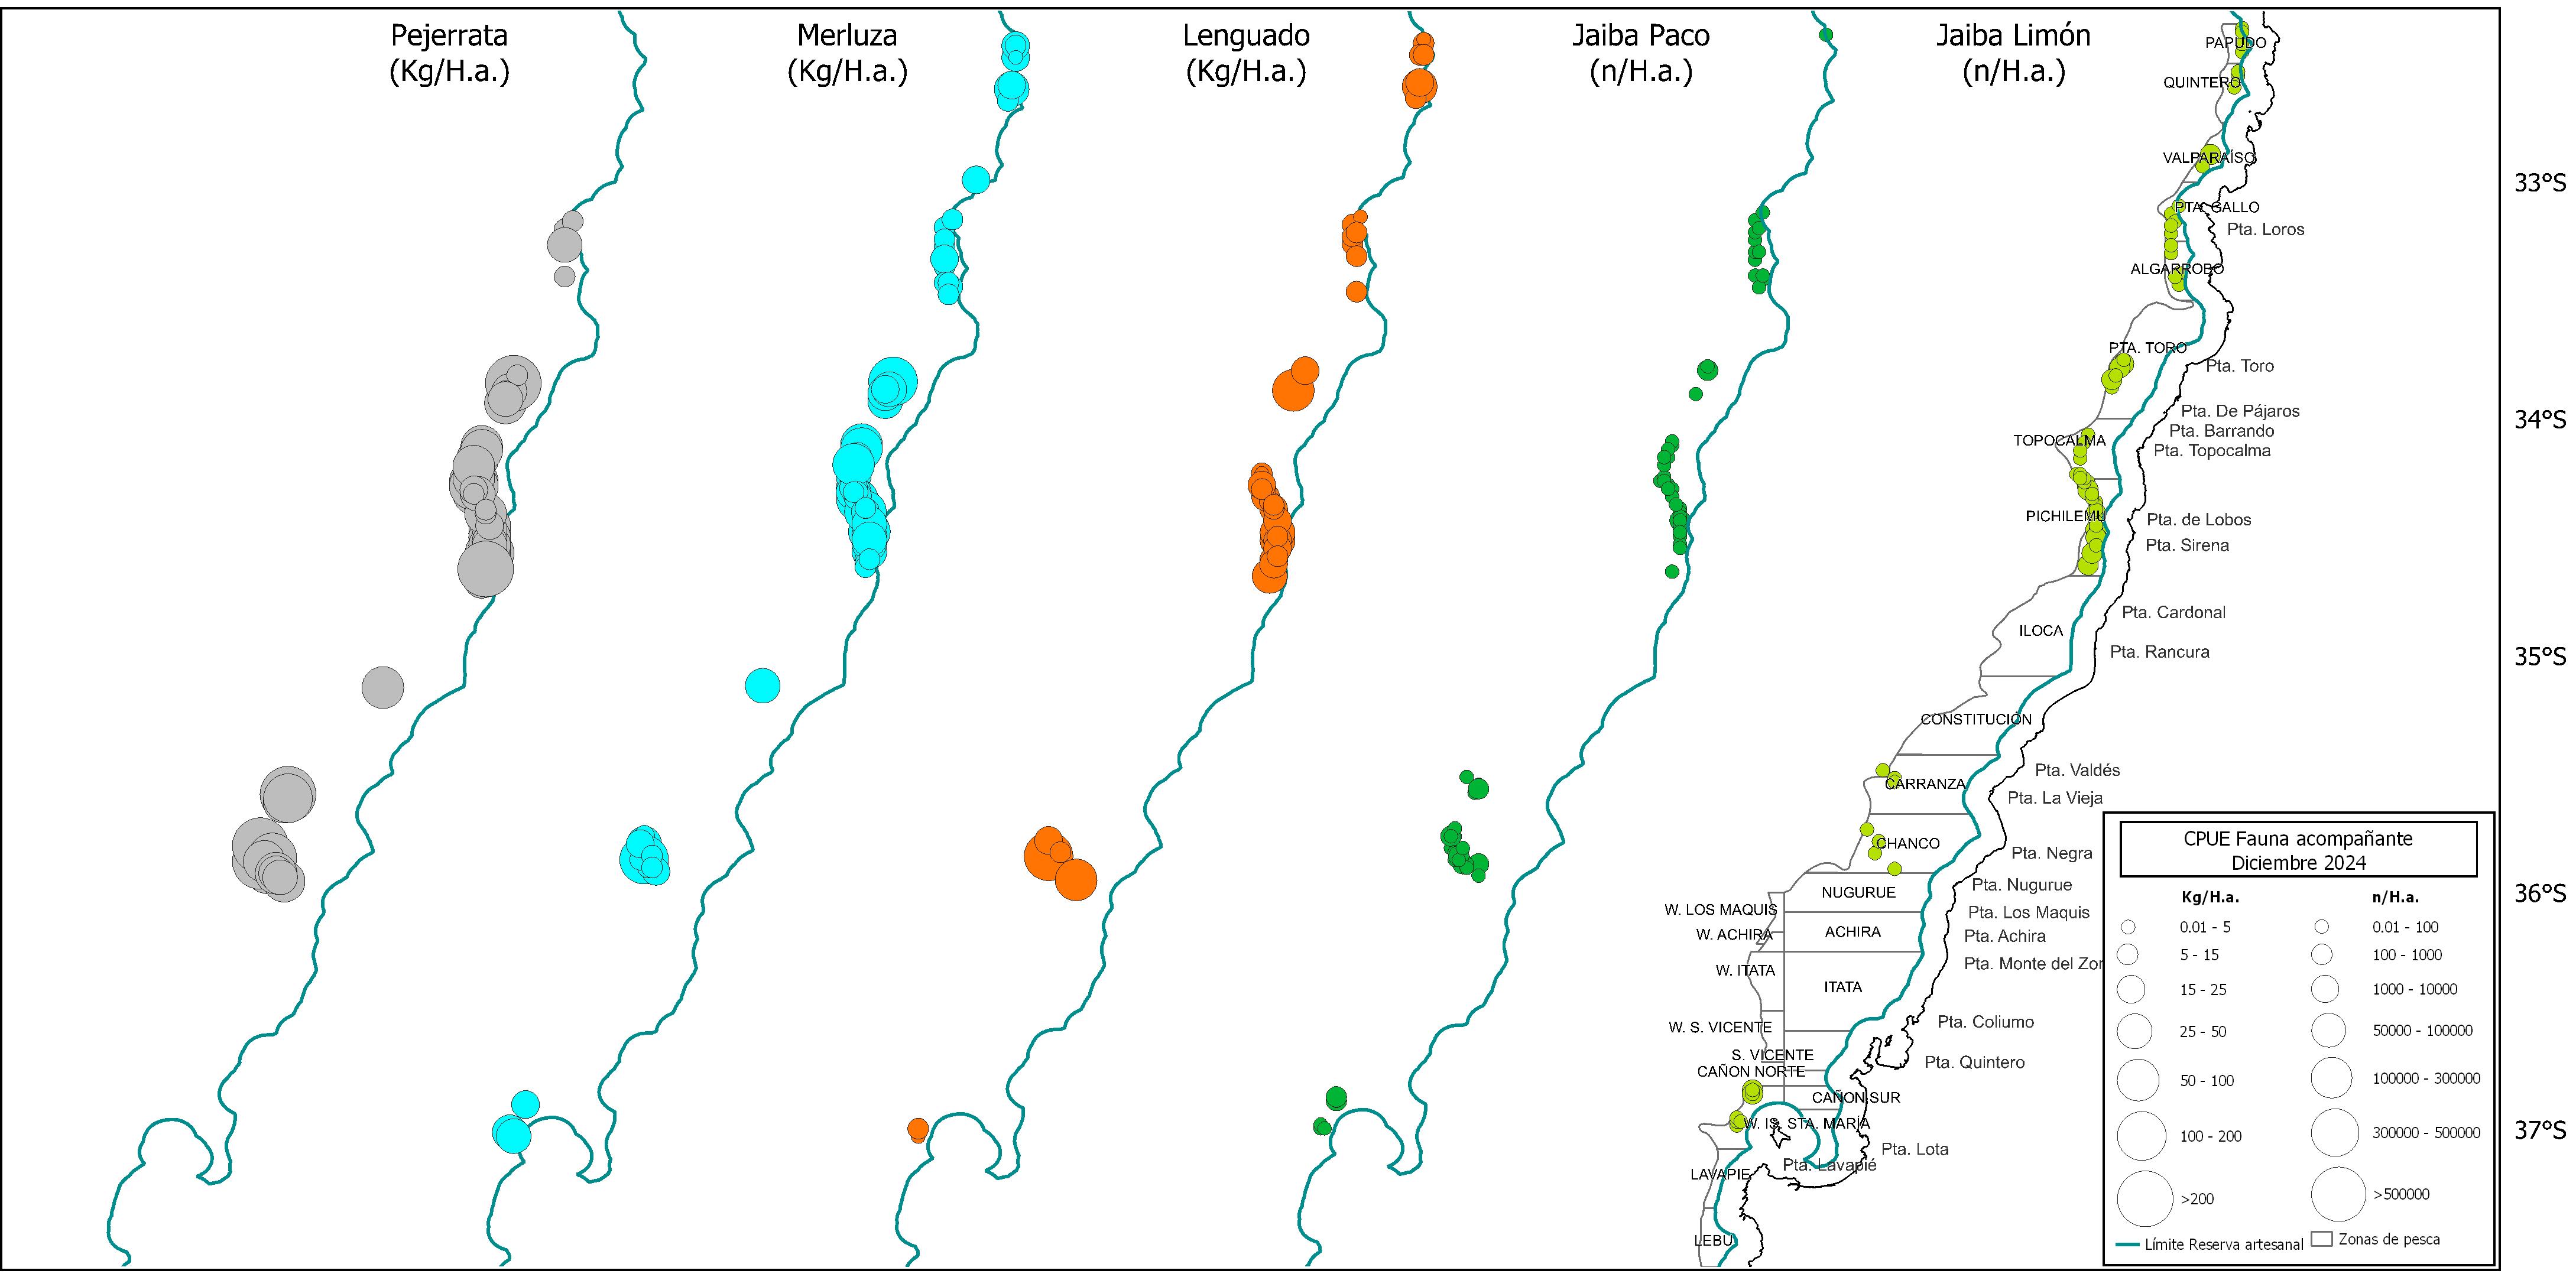 Pejerrata
(Kg/H.a.)
Merluza
(Kg/H.a.)
Lenguado
(Kg/H.a.)
Jaiba Paco
(n/H.a.)
Jaiba Limón
(n/H.a.)
PAPUDO
QUINTERO
VALPARAÍSO
33°S
PTA. GALLO
Pta. Loros
ALGARROBO
PTA. TORO
Pta. Toro
Pta. De Pájaros
34°S
Pta. Barrando
TOPOCALMA
Pta. Topocalma
PICHILEMU
Pta. de Lobos
Pta. Sirena
Pta. Cardonal
ILOCA
Pta. Rancura
35°S
CONSTITUCIÓN
Pta. Valdés
CARRANZA
Pta. La Vieja
CHANCO
Pta. Negra
Pta. Nugurue
NUGURUE
36°S
W. LOS MAQUIS
Pta. Los Maquis
W. ACHIRA
ACHIRA
Pta. Achira
W. ITATA
Pta. Monte del Zor
ITATA
W. S. VICENTE
Pta. Coliumo
S. VICENTE
Pta. Quintero
CAÑON NORTE
CAÑON SUR
W. IS. STA. MARÍA
37°S
Pta. Lota
Pta. Lavapié
LAVAPIE
LEBU
CPUE Fauna acompañante
Diciembre 2024
Kg/H.a.
0.01 - 5
5 - 15
15 - 25
25 - 50
50 - 100
100 - 200
>200
n/H.a.
0.01 - 100
100 - 1000
1000 - 10000
50000 - 100000
100000 - 300000
300000 - 500000
>500000
Límite Reserva artesanal
Zonas de pesca